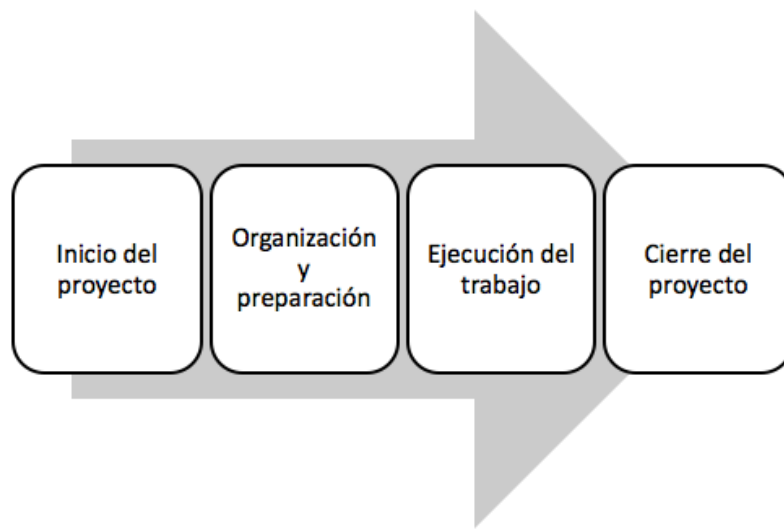 Inicio del
proyecto
Organización
y
preparación
Ejecución del
trabajo
Cierre del
proyecto